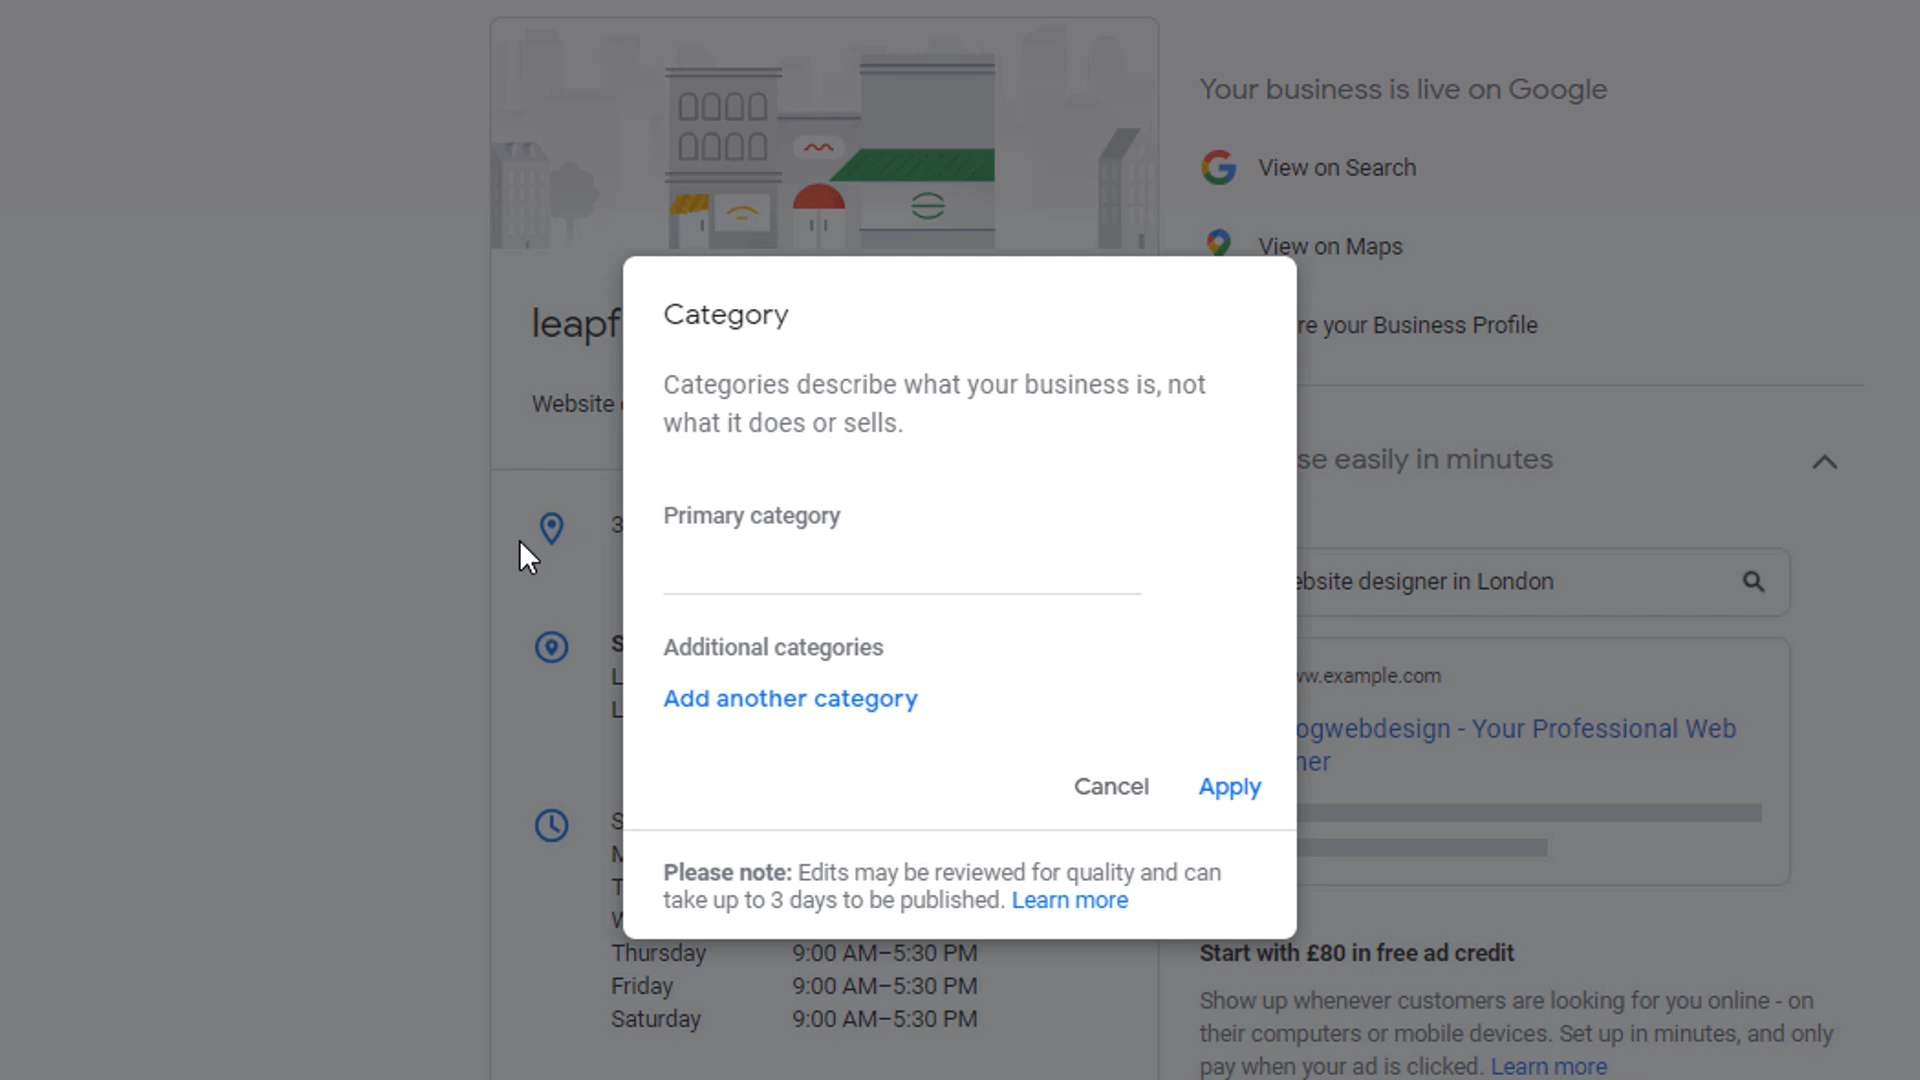 Your business is live on Google
View on Search
View on Maps
leapf
Category
re your Business Profile
Categories describe what your business is, not
what it does or sells.
Website
se easily in minutes
Primary category
3
ebsite designer in London
S
Additional categories
L
ww.example.com
Add another category
L
ogwebdesign - Your Professional Web
ner
Cancel
Apply
S
M
Please note: Edits may be reviewed for quality and can
T
take up to 3 days to be published. Learn more
W
Thursday 9:00 AM–5:30 PM
Friday 9:00 AM–5:30 PM
Saturday 9:00 AM–5:30 PM
Start with £80 in free ad credit
Show up whenever customers are looking for you online - on
their computers or mobile devices. Set up in minutes, and only
pay when your ad is clicked. Learn more